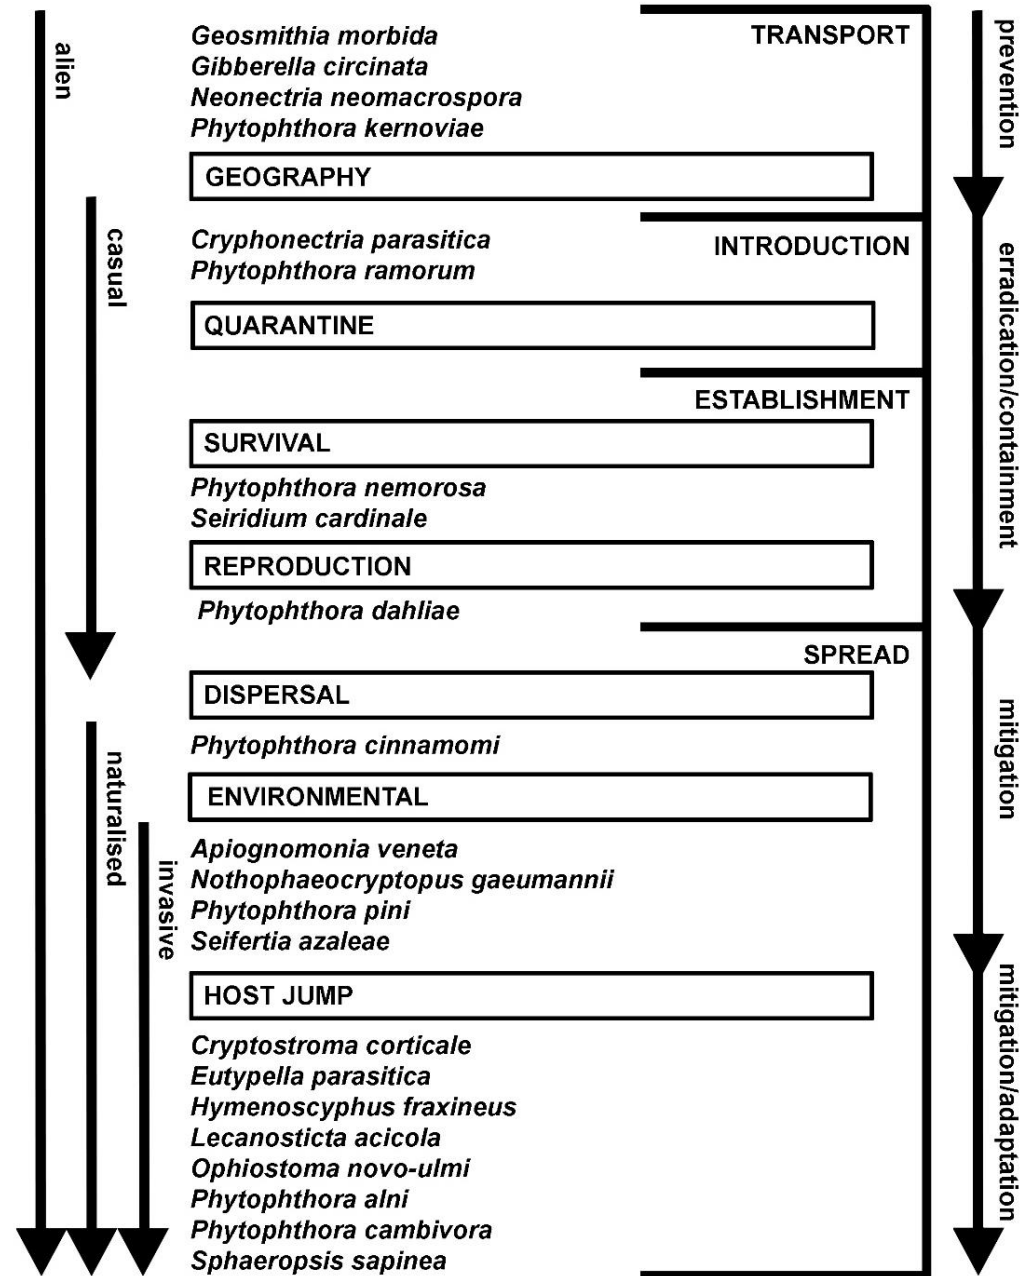 alien
casual
naturalised
invasive
TRANSPORT
Geosmithia morbida
Gibberella circinata
Neonectria neomacrospora
Phytophthora kernoviae
GEOGRAPHY
INTRODUCTION
Cryphonectria parasitica
Phytophthora ramorum
QUARANTINE
ESTABLISHMENT
SURVIVAL
Phytophthora nemorosa
Seiridium cardinale
REPRODUCTION
Phytophthora dahliae
SPREAD
DISPERSAL
Phytophthora cinnamomi
ENVIRONMENTAL
Apiognomonia veneta
Nothophaeocryptopus gaeumannii
Phytophthora pini
Seifertia azaleae
HOST JUMP
Cryptostroma corticale
Eutypella parasitica
Hymenoscyphus fraxineus
Lecanosticta acicola
Ophiostoma novo-ulmi
Phytophthora alni
Phytophthora cambivora
Sphaeropsis sapinea
prevention
erradication/containment
mitigation
mitigation/adaptation